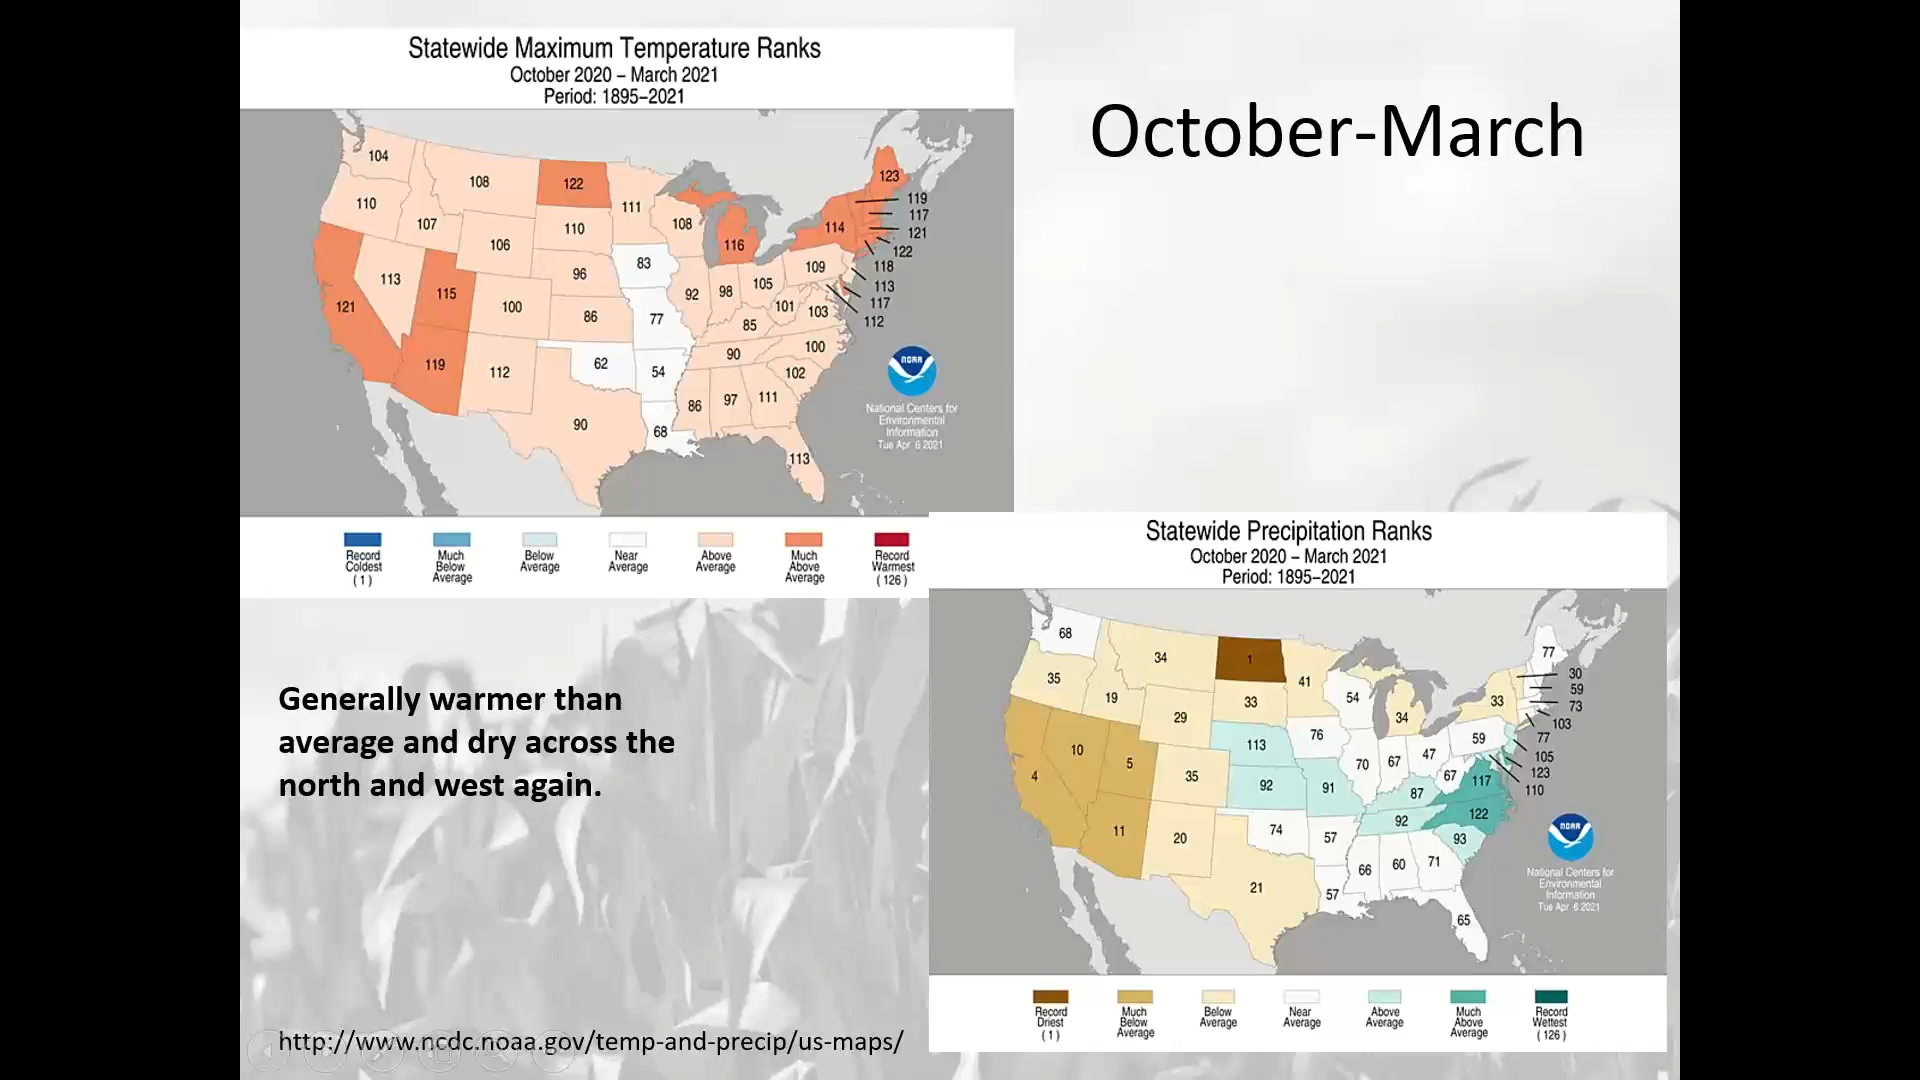 Statewide Maximum Temperature Ranks
October 2020 – March 2021
Period: 1895–2021
October-March
104
108
122
111
123
110
107
106
110
108
116
114
119
117
121
122
118
113
117
112
113
115
100
96
83
92
98
105
109
121
86
77
85
101
103
119
112
62
54
90
100
102
90
68
86
97
111
113
NOAA
National Centers for
Environmental
Information
Tue Apr 6 2021
Record
Coldest
( 1 )
Much
Below
Average
Below
Average
Near
Average
Above
Average
Much
Above
Average
Record
Warmest
( 126 )
Statewide Precipitation Ranks
October 2020 – March 2021
Period: 1895–2021
68
34
1
41
77
35
19
29
33
54
34
33
30
59
73
103
77
105
123
110
4
10
5
35
113
76
70
67
47
59
92
91
87
67
117
11
20
74
57
92
122
93
21
57
66
60
71
65
NOAA
National Centers for
Environmental
Information
Tue Apr 6 2021
Record
Driest
( 1 )
Much
Below
Average
Below
Average
Near
Average
Above
Average
Much
Above
Average
Record
Wettest
( 126 )
Generally warmer than
average and dry across the
north and west again.
http://www.ncdc.noaa.gov/temp-and-precip/us-maps/